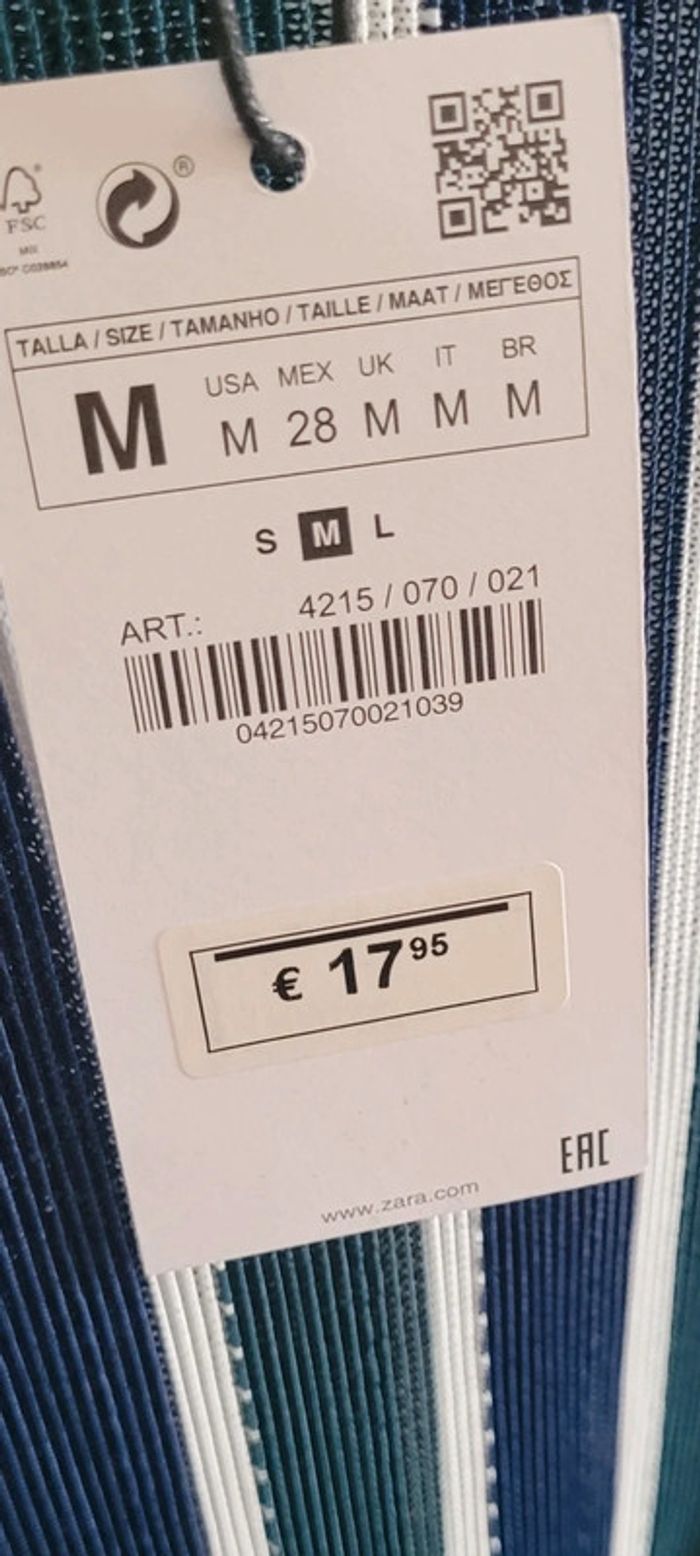 ®
FSC
MIX
TALLA / SIZE / TAMANHO / TAILLE / MAAT / ΜΕΓΕΘΟΣ
USA MEX UK IT BR
M M 28 M M M
S M L
ART.: 4215 / 070 / 021
04215070021039
€ 17 95
EAC
www.zara.com